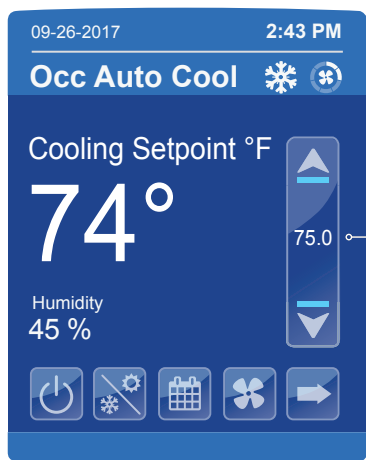 09-26-2017 2:43 PM
Occ Auto Cool
Cooling Setpoint °F
74°
75.0
Humidity
45 %